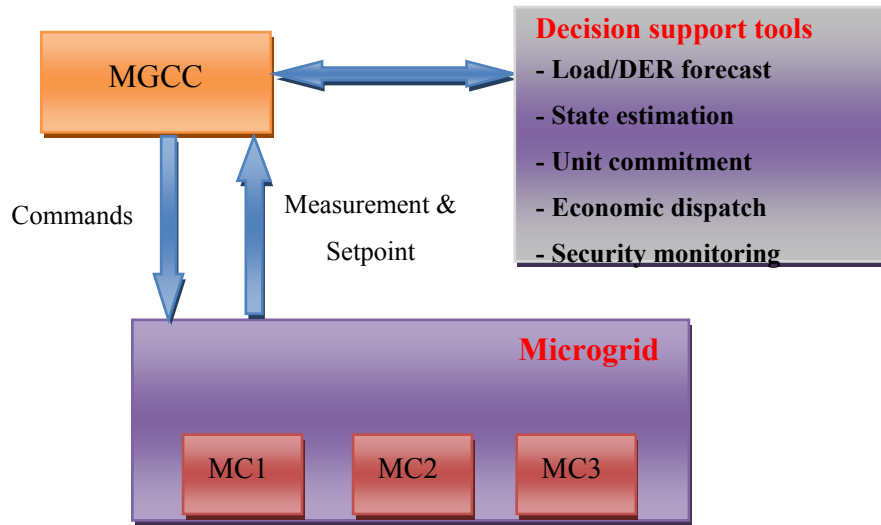 MGCC
Decision support tools
- Load/DER forecast
- State estimation
- Unit commitment
- Economic dispatch
- Security monitoring
Commands
Measurement &
Setpoint
Microgrid
MC1
MC2
MC3